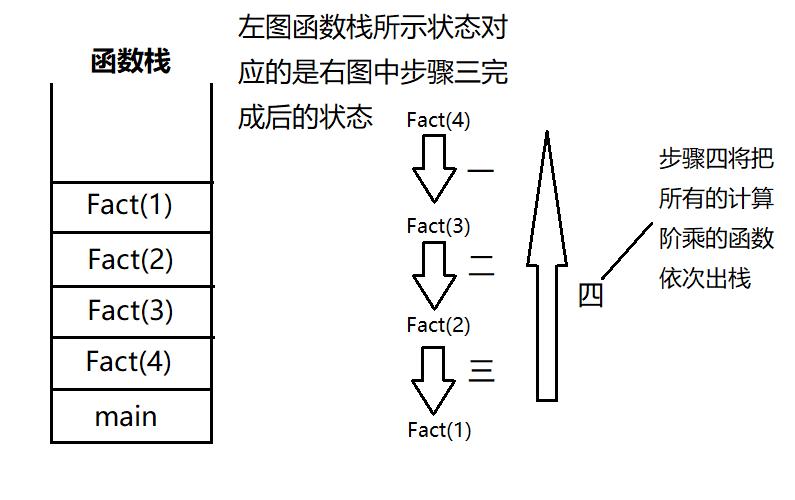 函数栈
Fact(1)
Fact(2)
Fact(3)
Fact(4)
main
左图函数栈所示状态对
应的是右图中步骤三完
成后的状态
Fact(4)
一
Fact(3)
二
Fact(2)
三
Fact(1)
四
步骤四将把
所有的计算
阶乘的函数
依次出栈